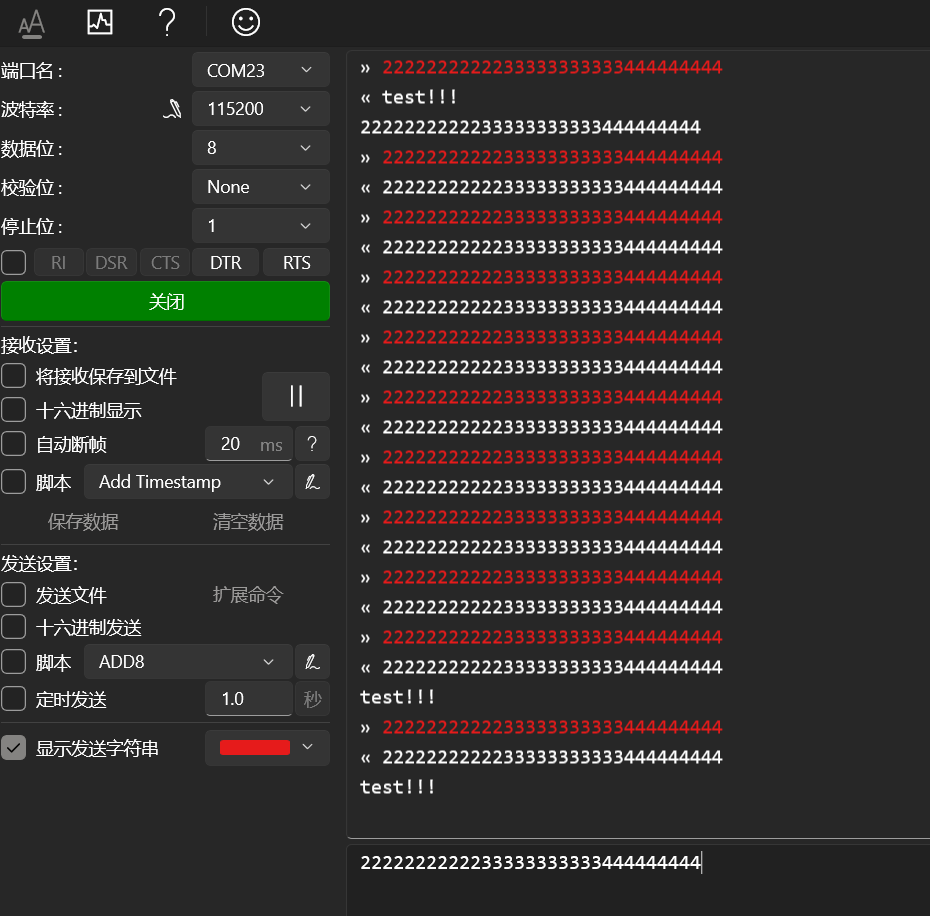 端口名 :
COM23
波特率 :
115200
数据位 :
8
校验位 :
None
停止位 :
1
RI DSR CTS DTR RTS
关闭
接收设置:
将接收保存到文件
十六进制显示
自动断帧 20 ms ?
脚本 Add Timestamp
保存数据 清空数据
发送设置:
发送文件 扩展命令
十六进制发送
脚本 ADD8
定时发送 1.0 秒
显示发送字符串
» 2222222222233333333333444444444
« test!!!
2222222222233333333333444444444
» 2222222222233333333333444444444
« 2222222222233333333333444444444
» 2222222222233333333333444444444
« 2222222222233333333333444444444
» 2222222222233333333333444444444
« 2222222222233333333333444444444
» 2222222222233333333333444444444
« 2222222222233333333333444444444
» 2222222222233333333333444444444
« 2222222222233333333333444444444
» 2222222222233333333333444444444
« 2222222222233333333333444444444
» 2222222222233333333333444444444
« 2222222222233333333333444444444
» 2222222222233333333333444444444
« 2222222222233333333333444444444
» 2222222222233333333333444444444
« 2222222222233333333333444444444
test!!!
» 2222222222233333333333444444444
« 2222222222233333333333444444444
test!!!
2222222222233333333333444444444